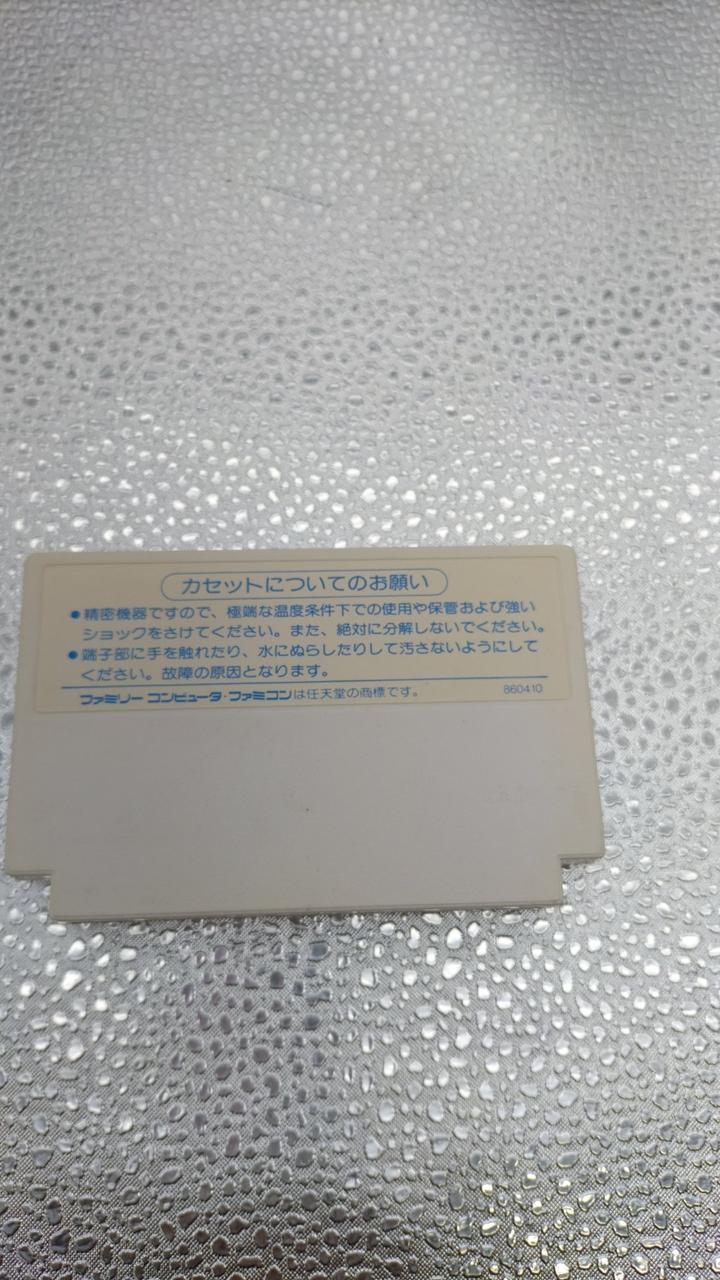 カセットについてのお願い
●精密機器ですので、極端な温度条件下での使用や保管および強い
ショックをさけてください。また、絶対に分解しないでください。
●端子部に手を触れたり、水にぬらしたりして汚さないようにして
ください。故障の原因となります。
ファミリー コンピュータ・ファミコンは任天堂の商標です。 860410